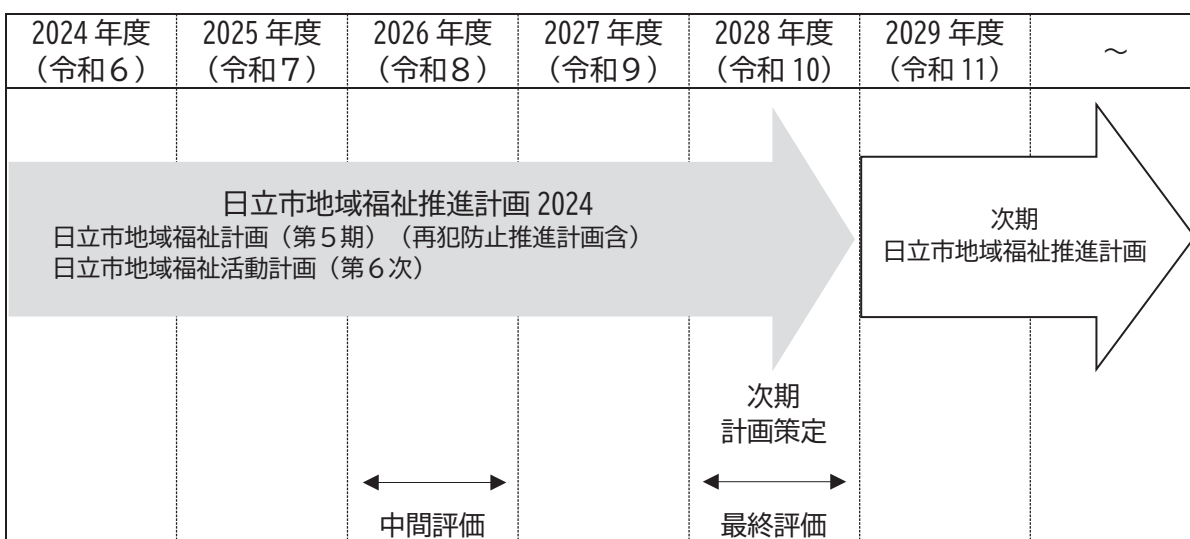 2024 年度 2025 年度 2026 年度 2027 年度 2028 年度 2029 年度 ~
（令和６） （令和７） （令和８） （令和９） （令和 10） （令和 11）
日立市地域福祉推進計画 2024
日立市地域福祉計画（第５期）（再犯防止推進計画含）
日立市地域福祉活動計画（第６次）
次期
日立市地域福祉推進計画
次期
計画策定
中間評価 最終評価